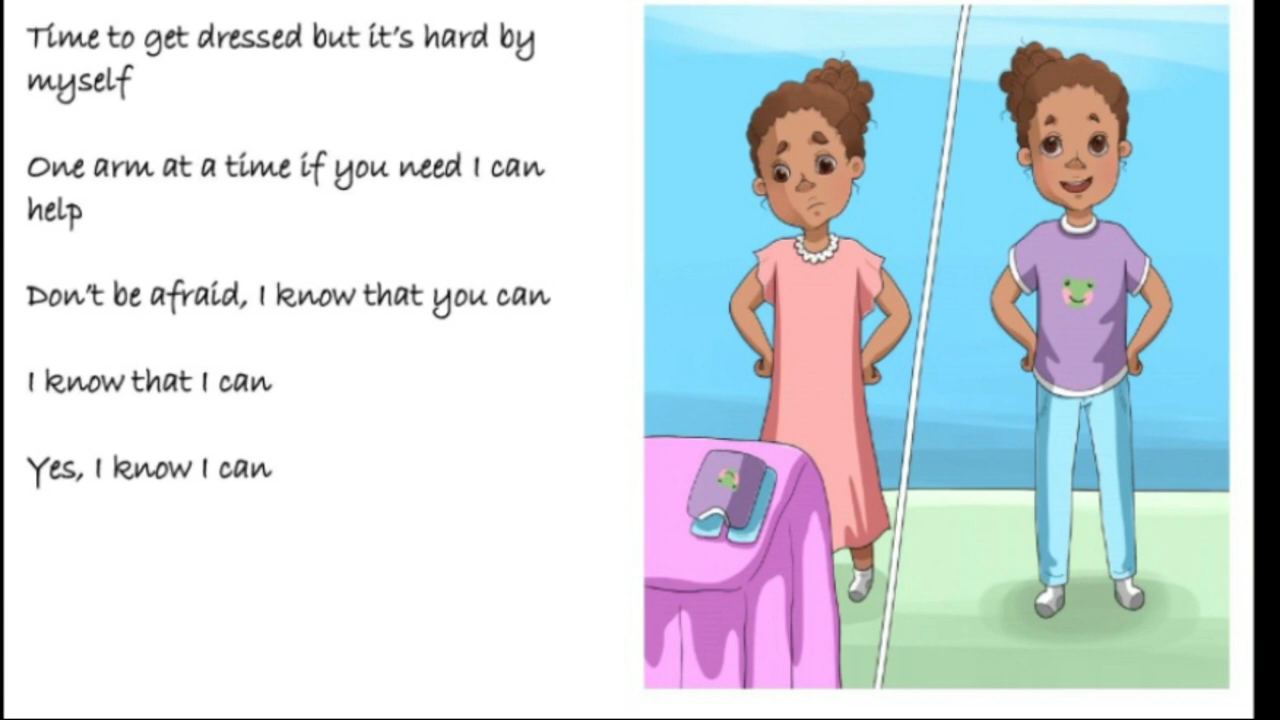 Time to get dressed but it's hard by
myself
One arm at a time if you need I can
help
Don't be afraid, I know that you can
I know that I can
Yes, I know I can